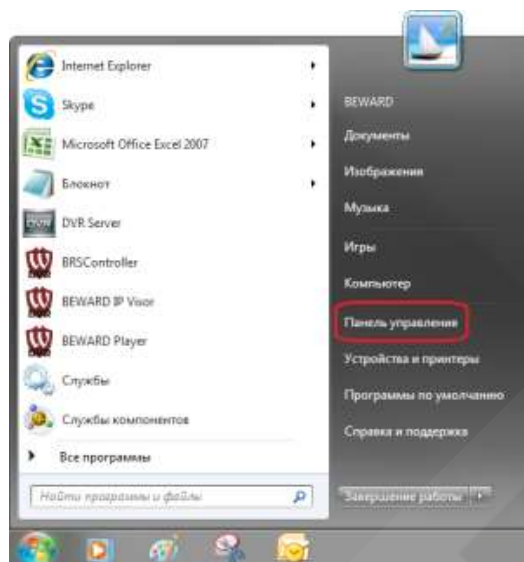 Internet Explorer
Skype
Microsoft Office Excel 2007
Блокнот
DVR Server
BRSController
BEWARD IP Visor
BEWARD Player
Службы
Службы компонентов
Все программы
Найти программы и файлы
BEWARD
Документы
Изображения
Музыка
Игры
Компьютер
Панель управления
Устройства и принтеры
Программы по умолчанию
Справка и поддержка
Завершение работы